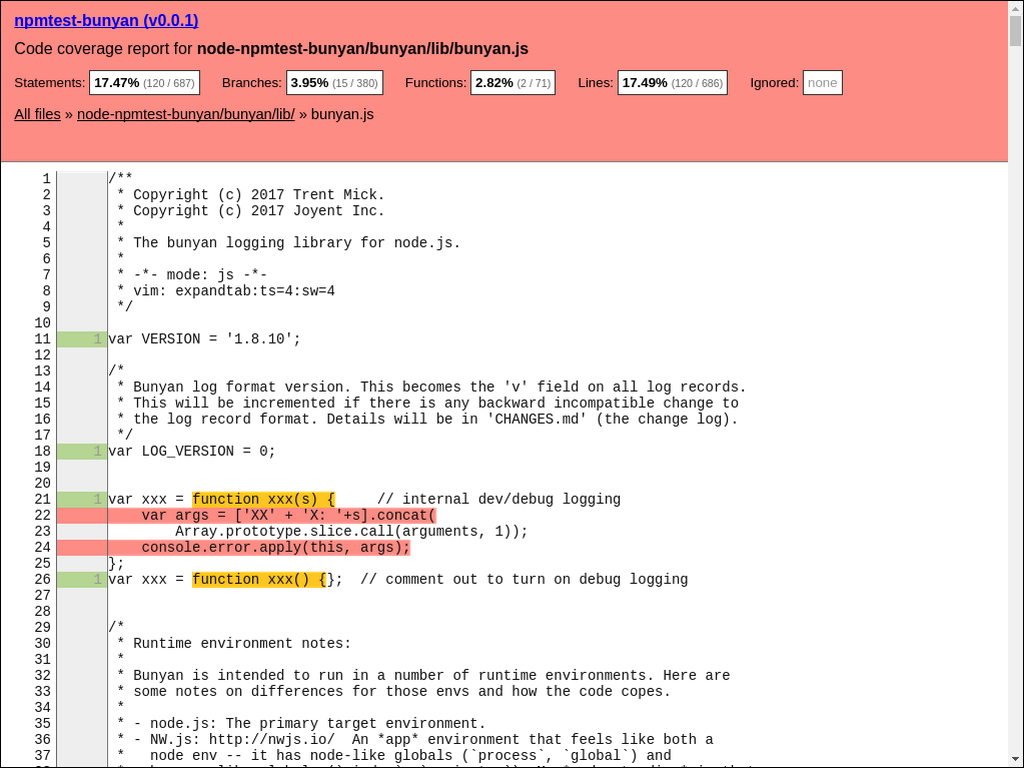 npmtest-bunyan (v0.0.1)
Code coverage report for node-npmtest-bunyan/bunyan/lib/bunyan.js
Statements: 17.47% (120 / 687) Branches: 3.95% (15 / 380) Functions: 2.82% (2 / 71) Lines: 17.49% (120 / 686) Ignored: none
All files » node-npmtest-bunyan/bunyan/lib/ » bunyan.js
1 /**
2  * Copyright (c) 2017 Trent Mick.
3  * Copyright (c) 2017 Joyent Inc.
4  *
5  * The bunyan logging library for node.js.
6  *
7  * -*- mode: js -*-
8  * vim: expandtab:ts=4:sw=4
9  */
10
11 1 var VERSION = '1.8.10';
12
13 /*
14  * Bunyan log format version. This becomes the 'v' field on all log records.
15  * This will be incremented if there is any backward incompatible change to
16  * the log record format. Details will be in 'CHANGES.md' (the change log).
17  */
18 1 var LOG_VERSION = 0;
19
20
21 1 var xxx = function xxx(s) {     // internal dev/debug logging
22     var args = ['XX' + 'X: '+s].concat(
23         Array.prototype.slice.call(arguments, 1));
24     console.error.apply(this, args);
25 };
26 1 var xxx = function xxx() {};  // comment out to turn on debug logging
27
28
29 /*
30  * Runtime environment notes:
31  *
32  * Bunyan is intended to run in a number of runtime environments. Here are
33  * some notes on differences for those envs and how the code copes.
34  *
35  * - node.js: The primary target environment.
36  * - NW.js: http://nwjs.io/  An *app* environment that feels like both a
37  *   node env -- it has node-like globals (`process`, `global`) and